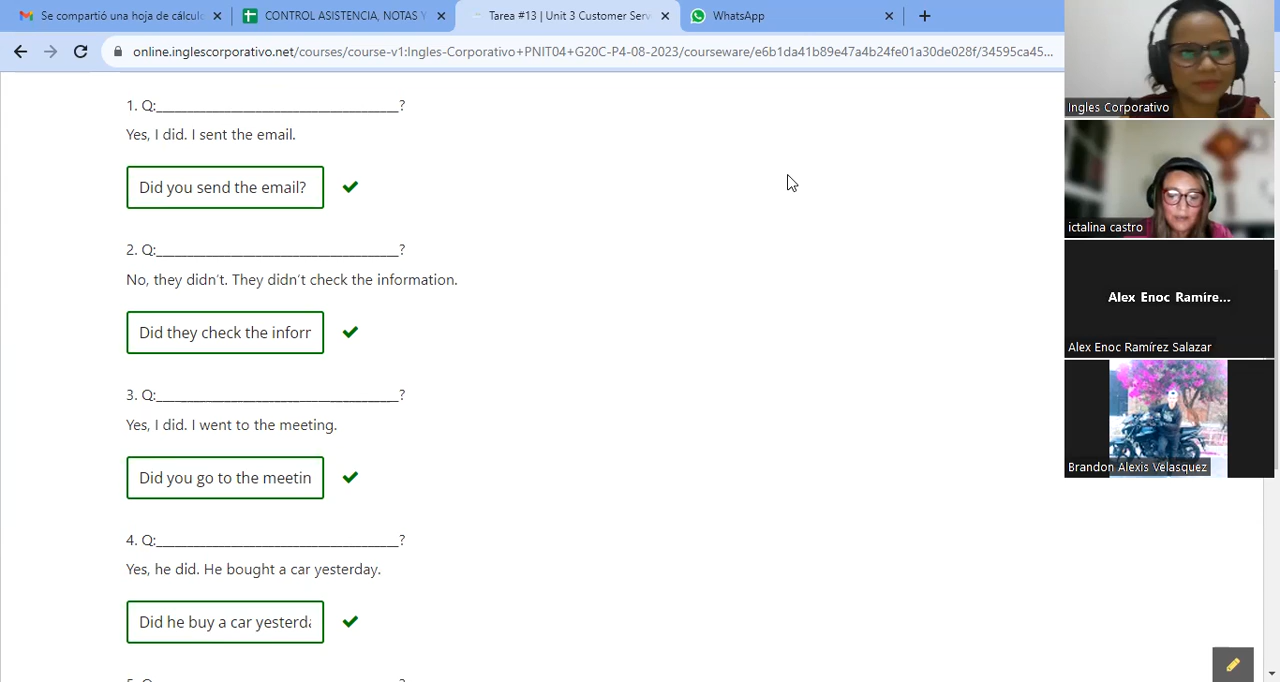 Se compartió una hoja de cálculo
CONTROL ASISTENCIA, NOTAS Y
Tarea #13 | Unit 3 Customer Serv
WhatsApp
online.inglescorporativo.net/courses/course-v1:Ingles-Corporativo+PNIT04+G20C-P4-08-2023/courseware/e6b1da41b89e47a4b24fe01a30de028f/34595ca45...
1. Q:___________________________________?
Yes, I did. I sent the email.
Did you send the email?
2. Q:___________________________________?
No, they didn´t. They didn´t check the information.
Did they check the inforr
3. Q:___________________________________?
Yes, I did. I went to the meeting.
Did you go to the meetin
4. Q:___________________________________?
Yes, he did. He bought a car yesterday.
Did he buy a car yesterda
Ingles Corporativo
ictalina castro
Alex Enoc Ramíre...
Alex Enoc Ramírez Salazar
Brandon Alexis Velasquez